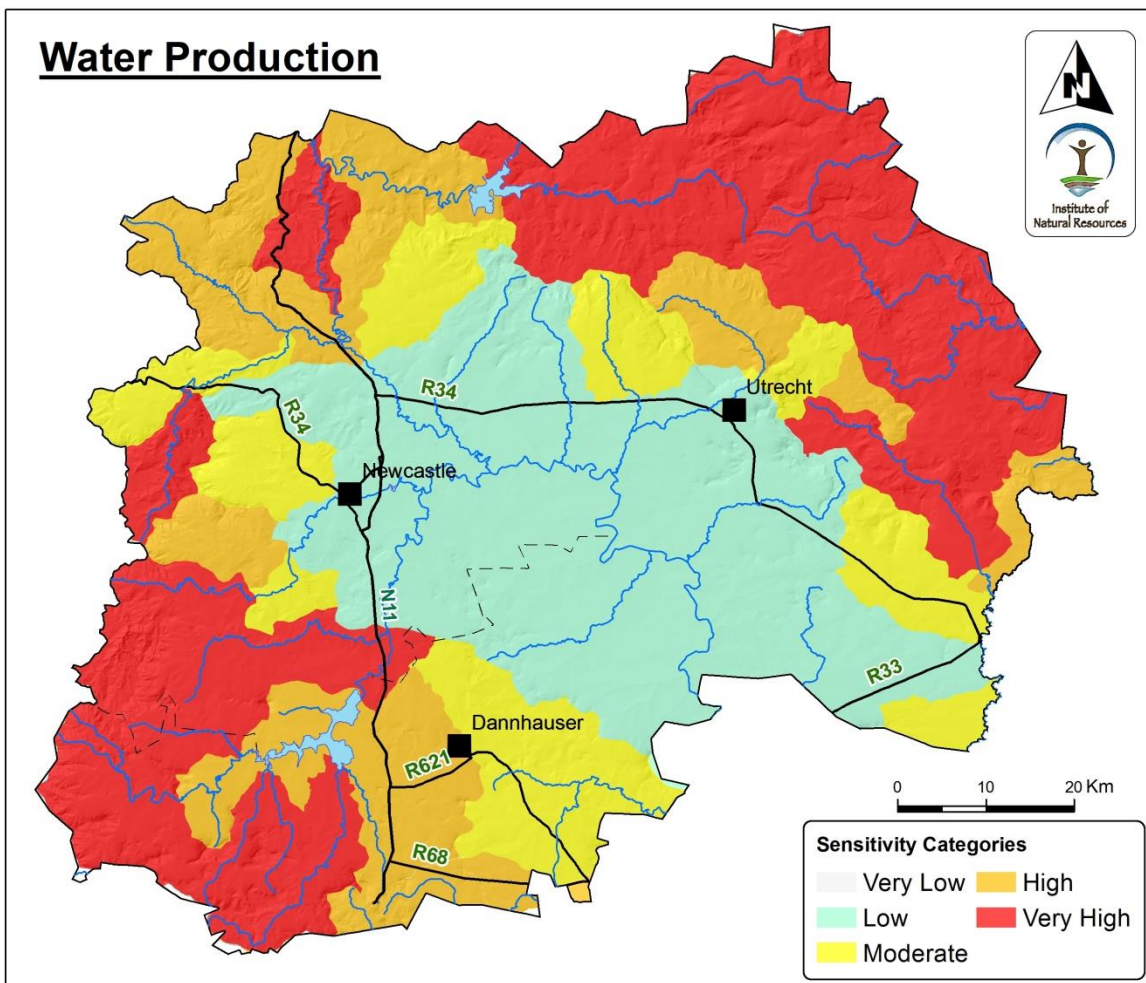 Water Production
N
Institute of
Natural Resources
R34
Utrecht
R34
Newcastle
N11
R33
Dannhauser
R621
R68
0 10 20 Km
Sensitivity Categories
Very Low
High
Low
Very High
Moderate